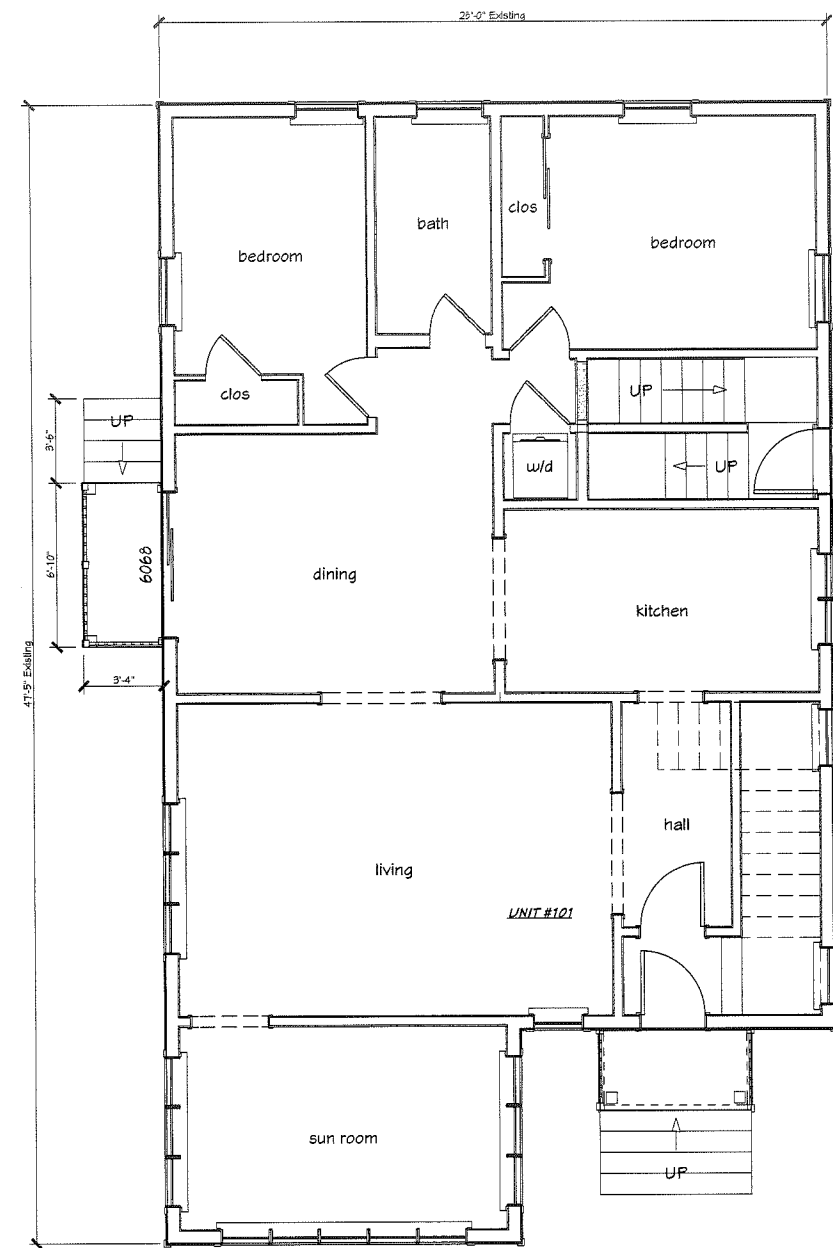 28'-0" Existing
bedroom
bath
clos
bedroom
clos
UP
UP
3'-6"
w/d
UP
6'-10"
6068
dining
kitchen
3'-4"
47'-5" Existing
hall
living
UNIT #101
sun room
UP